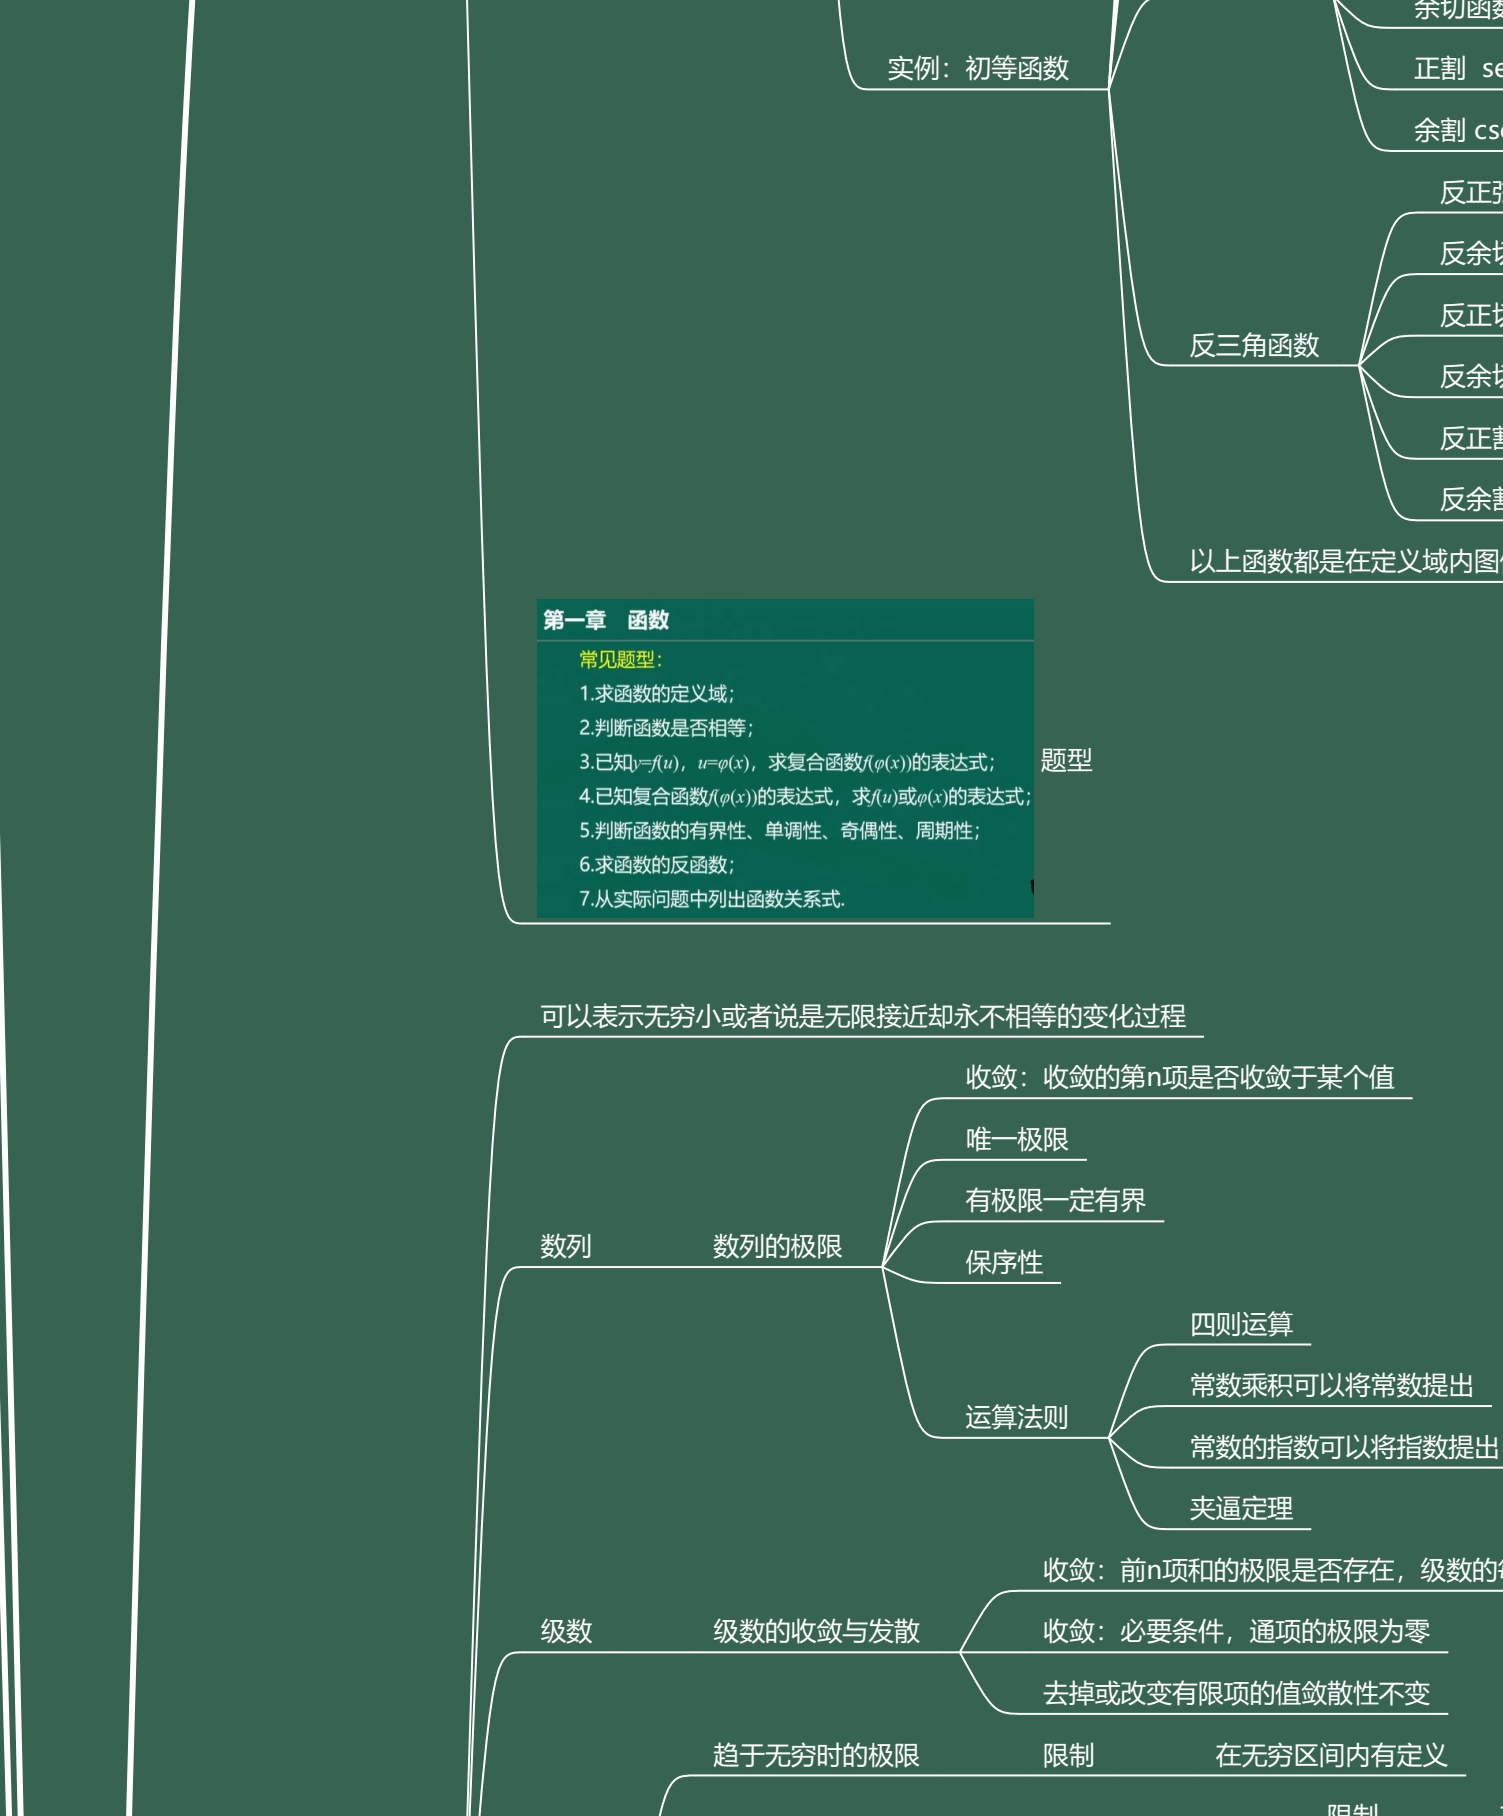 余切函数
实例：初等函数
正割 se
余割 csc
反正弦
反余切
反正切
反三角函数
反余切
反正割
反余割
以上函数都是在定义域内图
第一章 函数
常见题型：
1.求函数的定义域；
2.判断函数是否相等；
3.已知y=f(u)，u=φ(x)，求复合函数f(φ(x))的表达式；
题型
4.已知复合函数f(φ(x))的表达式，求f(u)或φ(x)的表达式；
5.判断函数的有界性、单调性、奇偶性、周期性；
6.求函数的反函数；
7.从实际问题中列出函数关系式.
可以表示无穷小或者说是无限接近却永不相等的变化过程
收敛：收敛的第n项是否收敛于某个值
唯一极限
有极限一定有界
数列
数列的极限
保序性
四则运算
常数乘积可以将常数提出
运算法则
常数的指数可以将指数提出
夹逼定理
收敛：前n项和的极限是否存在，级数的
级数
级数的收敛与发散
收敛：必要条件，通项的极限为零
去掉或改变有限项的值敛散性不变
趋于无穷时的极限
限制
在无穷区间内有定义
限制